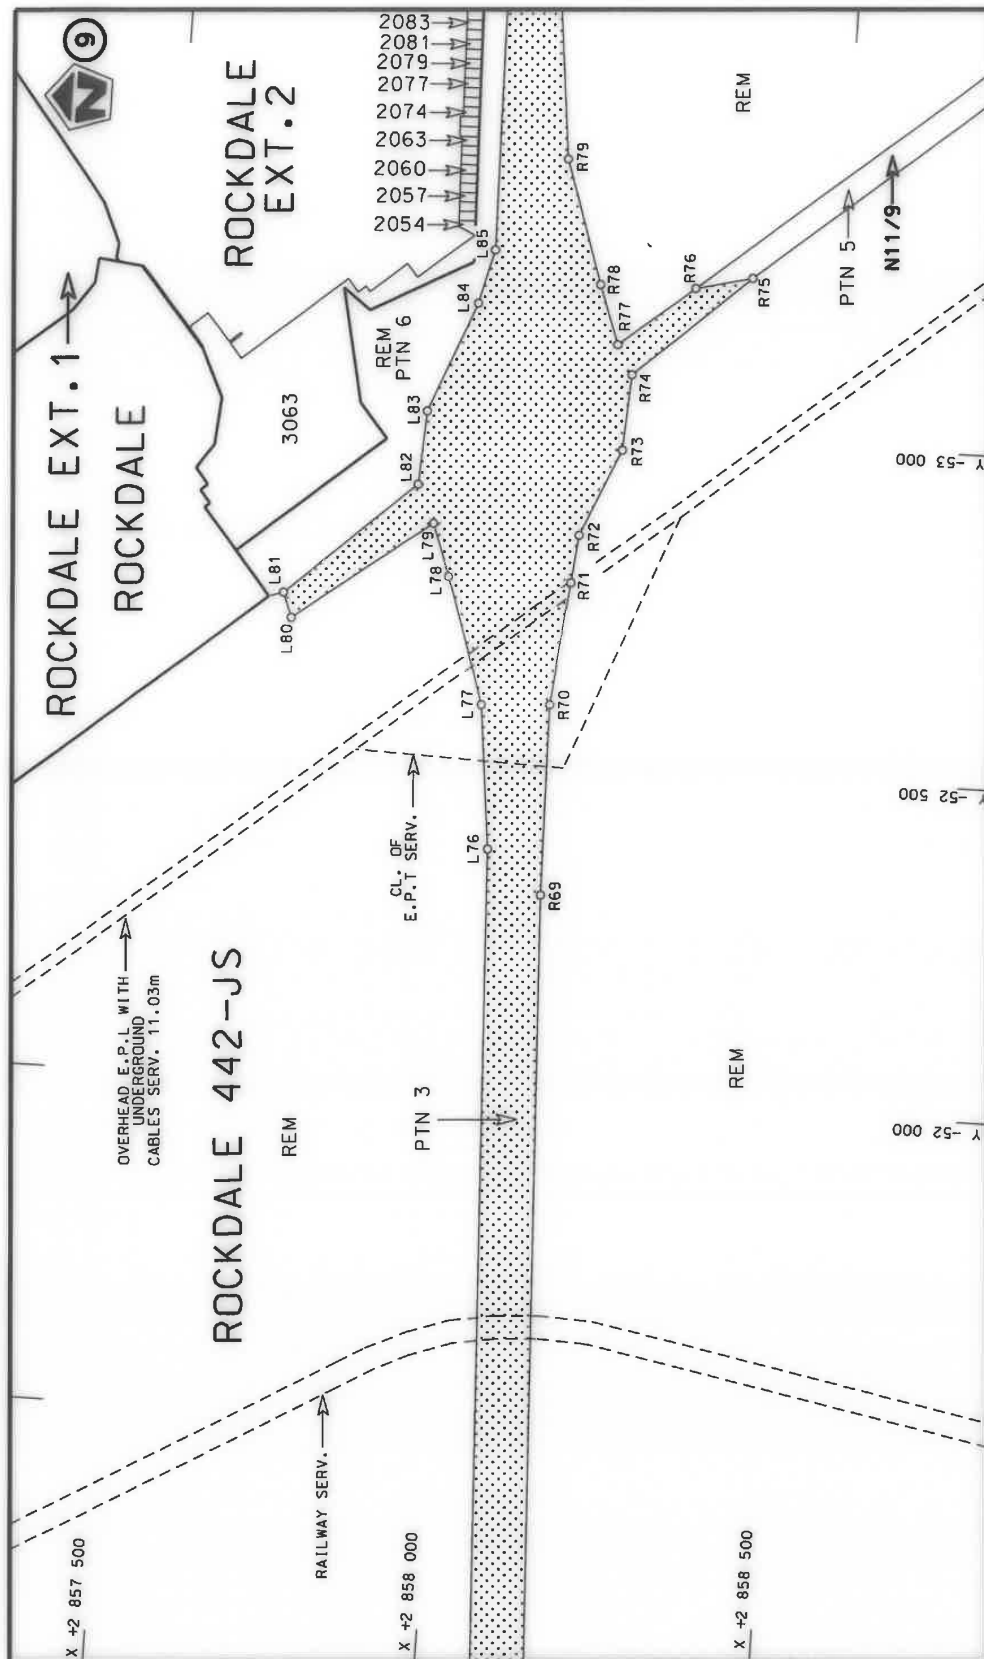 9
N
ROCKDALE EXT.1
ROCKDALE
ROCKDALE
EXT.2
2083
2081
2079
2077
2074
2063
2060
2057
2054
3063
REM
PTN 6
REM
L85
L84
L83
L82
L81
L80
L79
L78
L77
L76
R79
R78
R77
R76
R75
R74
R73
R72
R71
R70
R69
PTN 5
N11/9
OVERHEAD E.P.L WITH
UNDERGROUND
CABLES SERV. 11.03m
CL. OF
E.P.T SERV.
ROCKDALE 442-JS
REM
PTN 3
REM
RAILWAY SERV.
X +2 857 500
X +2 858 000
X +2 858 500
Y -53 000
Y -52 500
Y -52 000